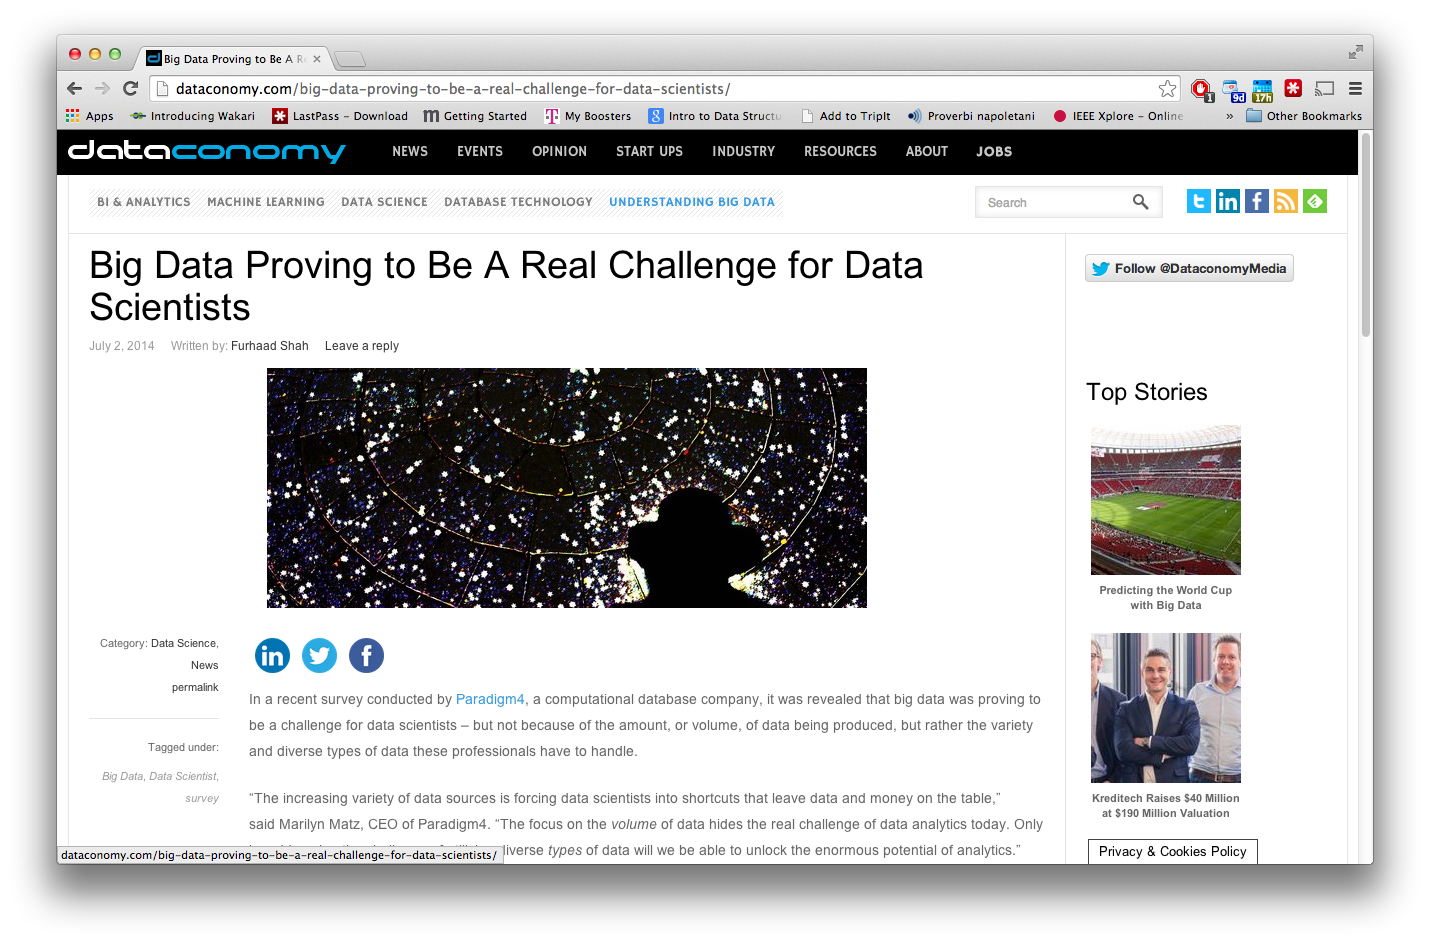 Big Data Proving to Be A R
dataconomy.com/big-data-proving-to-be-a-real-challenge-for-data-scientists/
1
9d
17h
Apps
Introducing Wakari
LastPass – Download
Getting Started
My Boosters
Intro to Data Structu
Add to TripIt
Proverbi napoletani
IEEE Xplore – Online
»
Other Bookmarks
dataconomy
NEWS
EVENTS
OPINION
START UPS
INDUSTRY
RESOURCES
ABOUT
JOBS
BI & ANALYTICS
MACHINE LEARNING
DATA SCIENCE
DATABASE TECHNOLOGY
UNDERSTANDING BIG DATA
Search
Big Data Proving to Be A Real Challenge for Data
Scientists
July 2, 2014
Written by: Furhaad Shah
Leave a reply
Follow @DataconomyMedia
Top Stories
Predicting the World Cup
with Big Data
Kreditech Raises $40 Million
at $190 Million Valuation
Category: Data Science,
News
permalink
Tagged under:
Big Data, Data Scientist,
survey
In a recent survey conducted by Paradigm4, a computational database company, it was revealed that big data was proving to
be a challenge for data scientists – but not because of the amount, or volume, of data being produced, but rather the variety
and diverse types of data these professionals have to handle.
“The increasing variety of data sources is forcing data scientists into shortcuts that leave data and money on the table,”
said Marilyn Matz, CEO of Paradigm4. “The focus on the volume of data hides the real challenge of data analytics today. Only
diverse types of data will we be able to unlock the enormous potential of analytics.”
dataconomy.com/big-data-proving-to-be-a-real-challenge-for-data-scientists/
Privacy & Cookies Policy